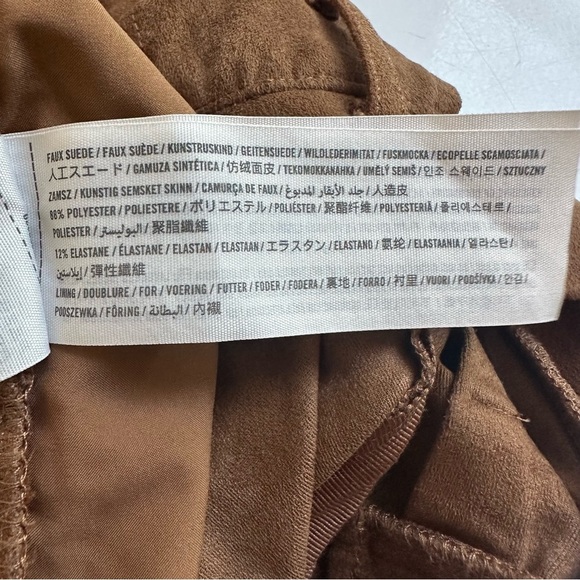 FAUX SUEDE / FAUX SUÈDE / KUNSTRUSKIND / GEITENSUEDE / WILDLEDERIMITAT / FUSKMOCKA / ECOPELLE SCAMOSCIATA /
人工スエード / GAMUZA SINTÉTICA / 仿绒面皮 / TEKOMOKKANAHKA / UMĚLÝ SEMIŠ / 인조 스웨이드 / SZTUCZNY
ZAMSZ / KUNSTIG SEMSKET SKINN / CAMURÇA DE FAUX / جلد الأبقار المدبوغ / 人造皮
88% POLYESTER / POLIESTERE / ポリエステル / POLIÉSTER / 聚酯纤维 / POLYESTERIÄ / 폴리에스테르 /
POLIESTER / البوليستر / 聚脂纖維
12% ELASTANE / ÉLASTANE / ELASTAN / ELASTAAN / エラスタン / ELASTANO / 氨纶 / ELASTAANIA / 엘라스탄 /
إيلاستين / 彈性纖維
LINING / DOUBLURE / FOR / VOERING / FUTTER / FODER / FODERA / 裏地 / FORRO / 衬里 / VUORI / PODŠÍVKA / 안감 /
PODSZEWKA / FÔRING / البطانة / 內襯